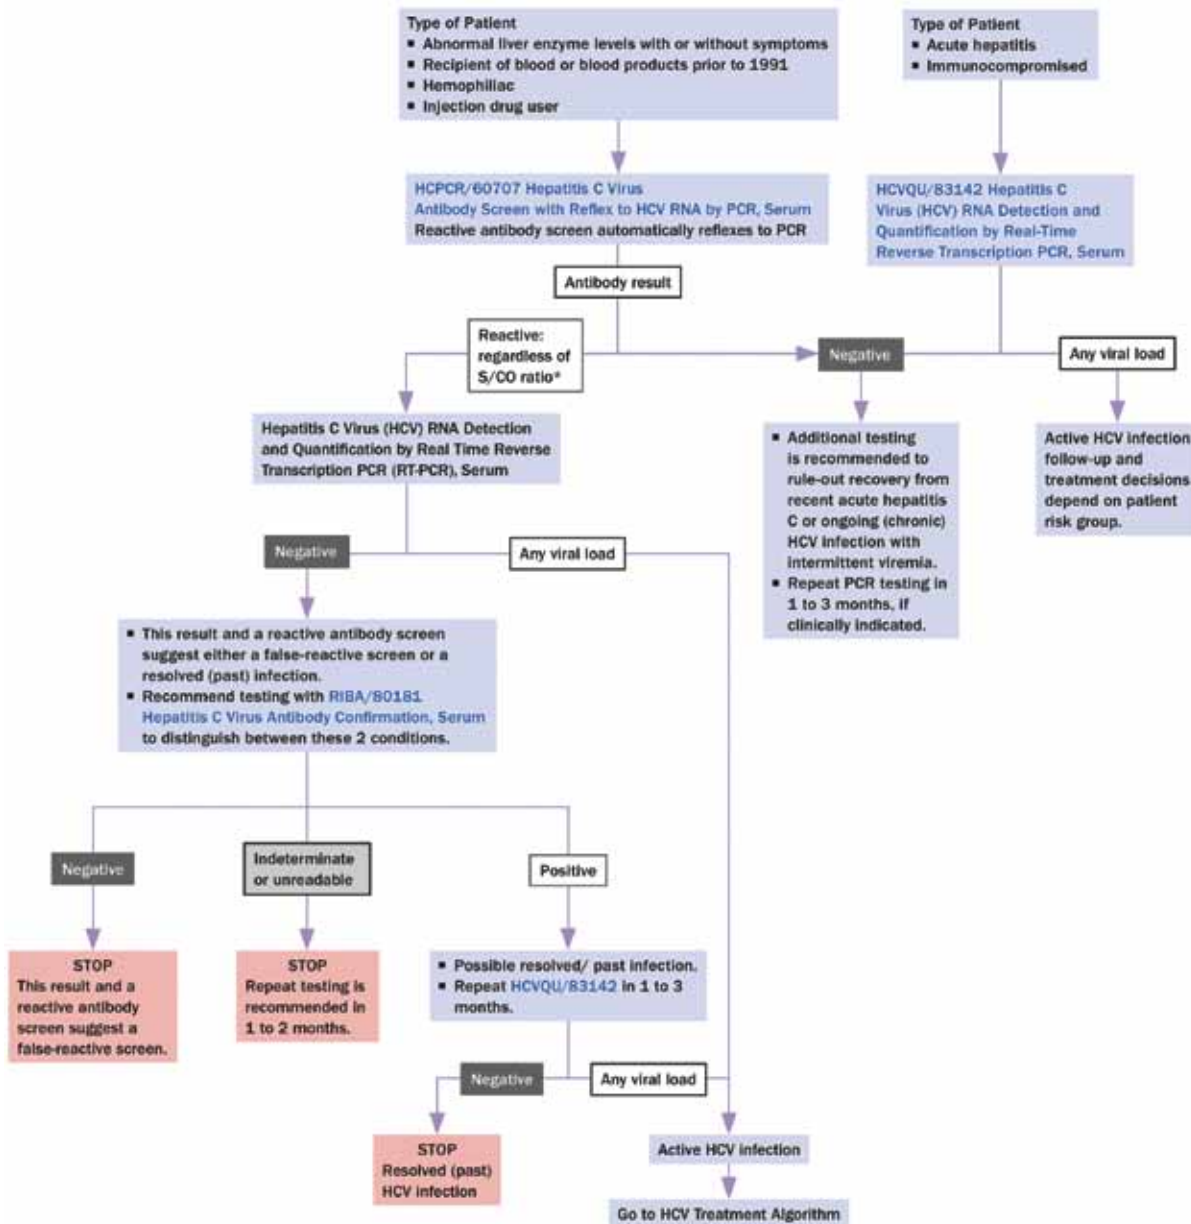 Type of Patient
▪ Abnormal liver enzyme levels with or without symptoms
▪ Recipient of blood or blood products prior to 1991
▪ Hemophiliac
▪ Injection drug user
Type of Patient
▪ Acute hepatitis
▪ Immunocompromised
HCPCR/60707 Hepatitis C Virus
Antibody Screen with Reflex to HCV RNA by PCR, Serum
Reactive antibody screen automatically reflexes to PCR
HCVQU/83142 Hepatitis C
Virus (HCV) RNA Detection and
Quantification by Real-Time
Reverse Transcription PCR, Serum
Antibody result
Reactive:
regardless of
S/CO ratio*
Negative
Any viral load
Hepatitis C Virus (HCV) RNA Detection
and Quantification by Real Time Reverse
Transcription PCR (RT-PCR), Serum
▪ Additional testing
is recommended to
rule-out recovery from
recent acute hepatitis
C or ongoing (chronic)
HCV infection with
intermittent viremia.
▪ Repeat PCR testing in
1 to 3 months, if
clinically indicated.
Active HCV infection
follow-up and
treatment decisions
depend on patient
risk group.
Negative
Any viral load
▪ This result and a reactive antibody screen
suggest either a false-reactive screen or a
resolved (past) infection.
▪ Recommend testing with RIBA/80181
Hepatitis C Virus Antibody Confirmation, Serum
to distinguish between these 2 conditions.
Negative
Indeterminate
or unreadable
Positive
STOP
This result and a
reactive antibody
screen suggest a
false-reactive screen.
STOP
Repeat testing is
recommended in
1 to 2 months.
▪ Possible resolved/ past infection.
▪ Repeat HCVQU/83142 in 1 to 3
months.
Negative
Any viral load
STOP
Resolved (past)
HCV infection
Active HCV infection
Go to HCV Treatment Algorithm